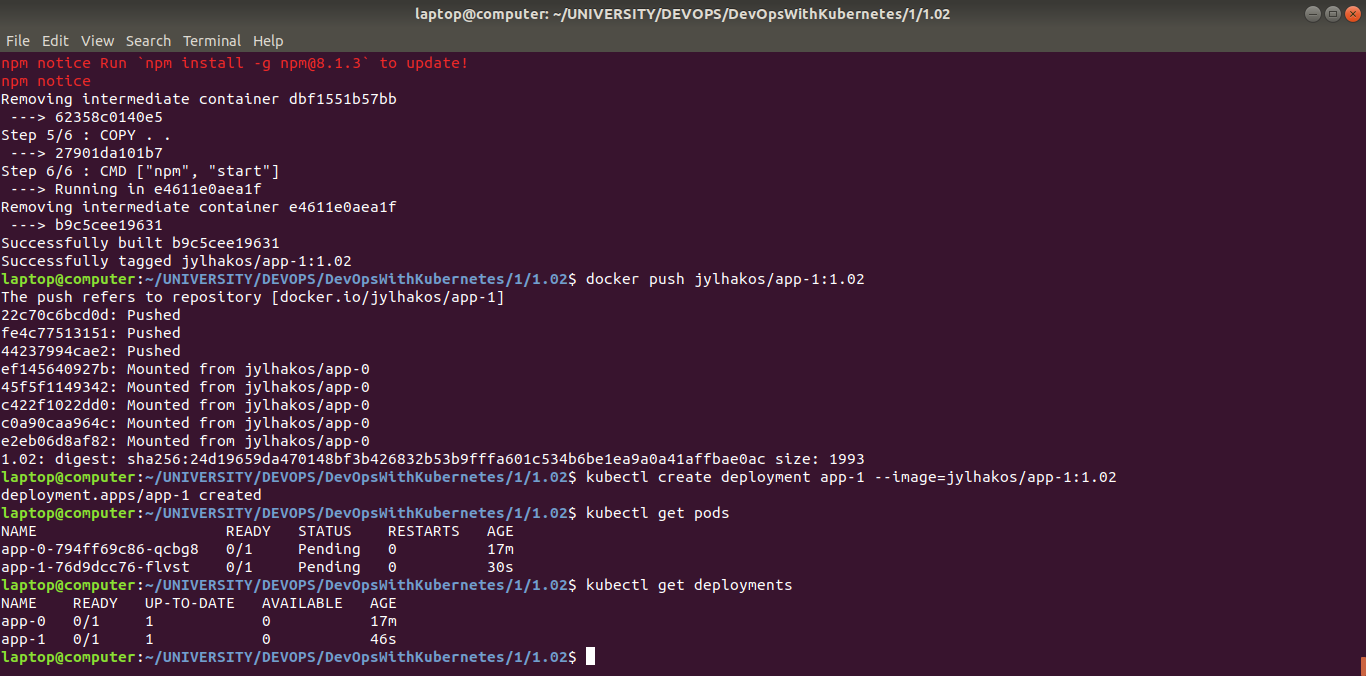 laptop@computer: ~/UNIVERSITY/DEVOPS/DevOpsWithKubernetes/1/1.02
File Edit View Search Terminal Help
npm notice Run `npm install -g npm@8.1.3` to update!
npm notice
Removing intermediate container dbf1551b57bb
 ---> 62358c0140e5
Step 5/6 : COPY . .
 ---> 27901da101b7
Step 6/6 : CMD ["npm", "start"]
 ---> Running in e4611e0aea1f
Removing intermediate container e4611e0aea1f
 ---> b9c5cee19631
Successfully built b9c5cee19631
Successfully tagged jylhakos/app-1:1.02
laptop@computer:~/UNIVERSITY/DEVOPS/DevOpsWithKubernetes/1/1.02$ docker push jylhakos/app-1:1.02
The push refers to repository [docker.io/jylhakos/app-1]
22c70c6bcd0d: Pushed
fe4c77513151: Pushed
44237994cae2: Pushed
ef145640927b: Mounted from jylhakos/app-0
45f5f1149342: Mounted from jylhakos/app-0
c422f1022dd0: Mounted from jylhakos/app-0
c0a90caa964c: Mounted from jylhakos/app-0
e2eb06d8af82: Mounted from jylhakos/app-0
1.02: digest: sha256:24d19659da470148bf3b426832b53b9fffa601c534b6be1ea9a0a41affbae0ac size: 1993
laptop@computer:~/UNIVERSITY/DEVOPS/DevOpsWithKubernetes/1/1.02$ kubectl create deployment app-1 --image=jylhakos/app-1:1.02
deployment.apps/app-1 created
laptop@computer:~/UNIVERSITY/DEVOPS/DevOpsWithKubernetes/1/1.02$ kubectl get pods
NAME                     READY   STATUS    RESTARTS   AGE
app-0-794ff69c86-qcbg8   0/1     Pending   0          17m
app-1-76d9dcc76-flvst    0/1     Pending   0          30s
laptop@computer:~/UNIVERSITY/DEVOPS/DevOpsWithKubernetes/1/1.02$ kubectl get deployments
NAME    READY   UP-TO-DATE   AVAILABLE   AGE
app-0   0/1     1            0           17m
app-1   0/1     1            0           46s
laptop@computer:~/UNIVERSITY/DEVOPS/DevOpsWithKubernetes/1/1.02$